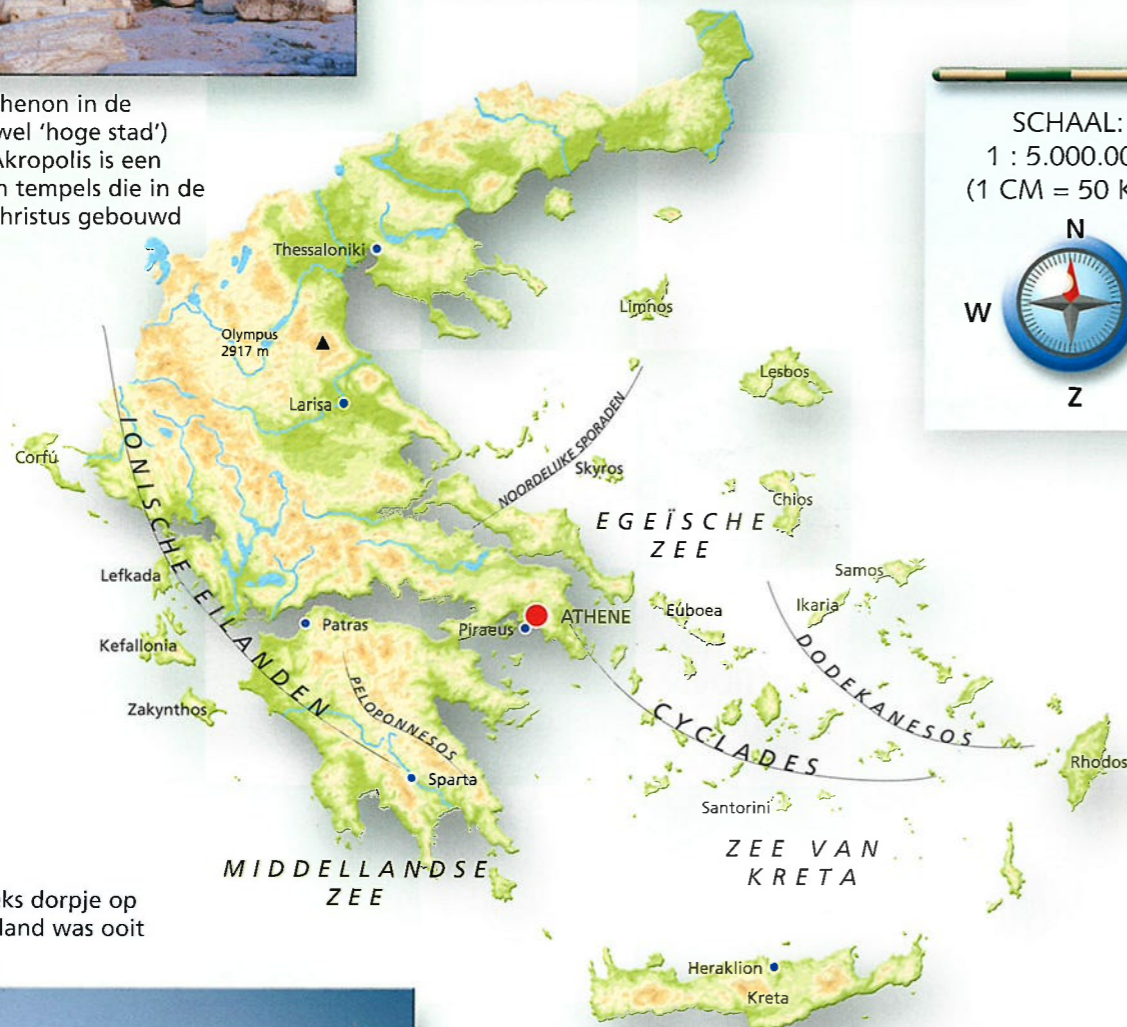 henon in de
wel ‘hoge stad’)
Akropolis is een
n tempels die in de
hristus gebouwd
SCHAAL:
1 : 5.000.00
(1 CM = 50 K
N
W
Z
Thessaloniki
Olympus
2917 m
Limnos
Lesbos
Larisa
Corfú
NOORDELIJKE SPORADEN
Skyros
Chios
EGEÏSCHE
ZEE
IONISCHE EILANDEN
Lefkada
Samos
Ikaria
Euboea
ATHENE
Piraeus
Patras
Kefallonia
PELOPONNESOS
DODEKANESOS
Zakynthos
CYCLADES
Rhodos
Sparta
Santorini
ZEE VAN
KRETA
MIDDELLANDSE
ZEE
ks dorpje op
land was ooit
Heraklion
Kreta